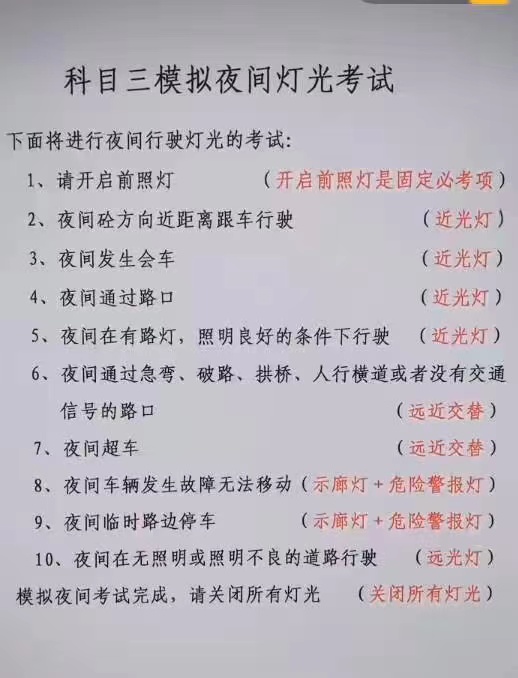 科目三模拟夜间灯光考试
下面将进行夜间行驶灯光的考试:
1、请开启前照灯 (开启前照灯是固定必考项)
2、夜间砼方向近距离跟车行驶 (近光灯)
3、夜间发生会车 (近光灯)
4、夜间通过路口 (近光灯)
5、夜间在有路灯，照明良好的条件下行驶 (近光灯)
6、夜间通过急弯、破路、拱桥、人行横道或者没有交通
信号的路口 (远近交替)
7、夜间超车 (远近交替)
8、夜间车辆发生故障无法移动(示廊灯+危险警报灯)
9、夜间临时路边停车 (示廊灯+危险警报灯)
10、夜间在无照明或照明不良的道路行驶 (远光灯)
模拟夜间考试完成，请关闭所有灯光 (关闭所有灯光)